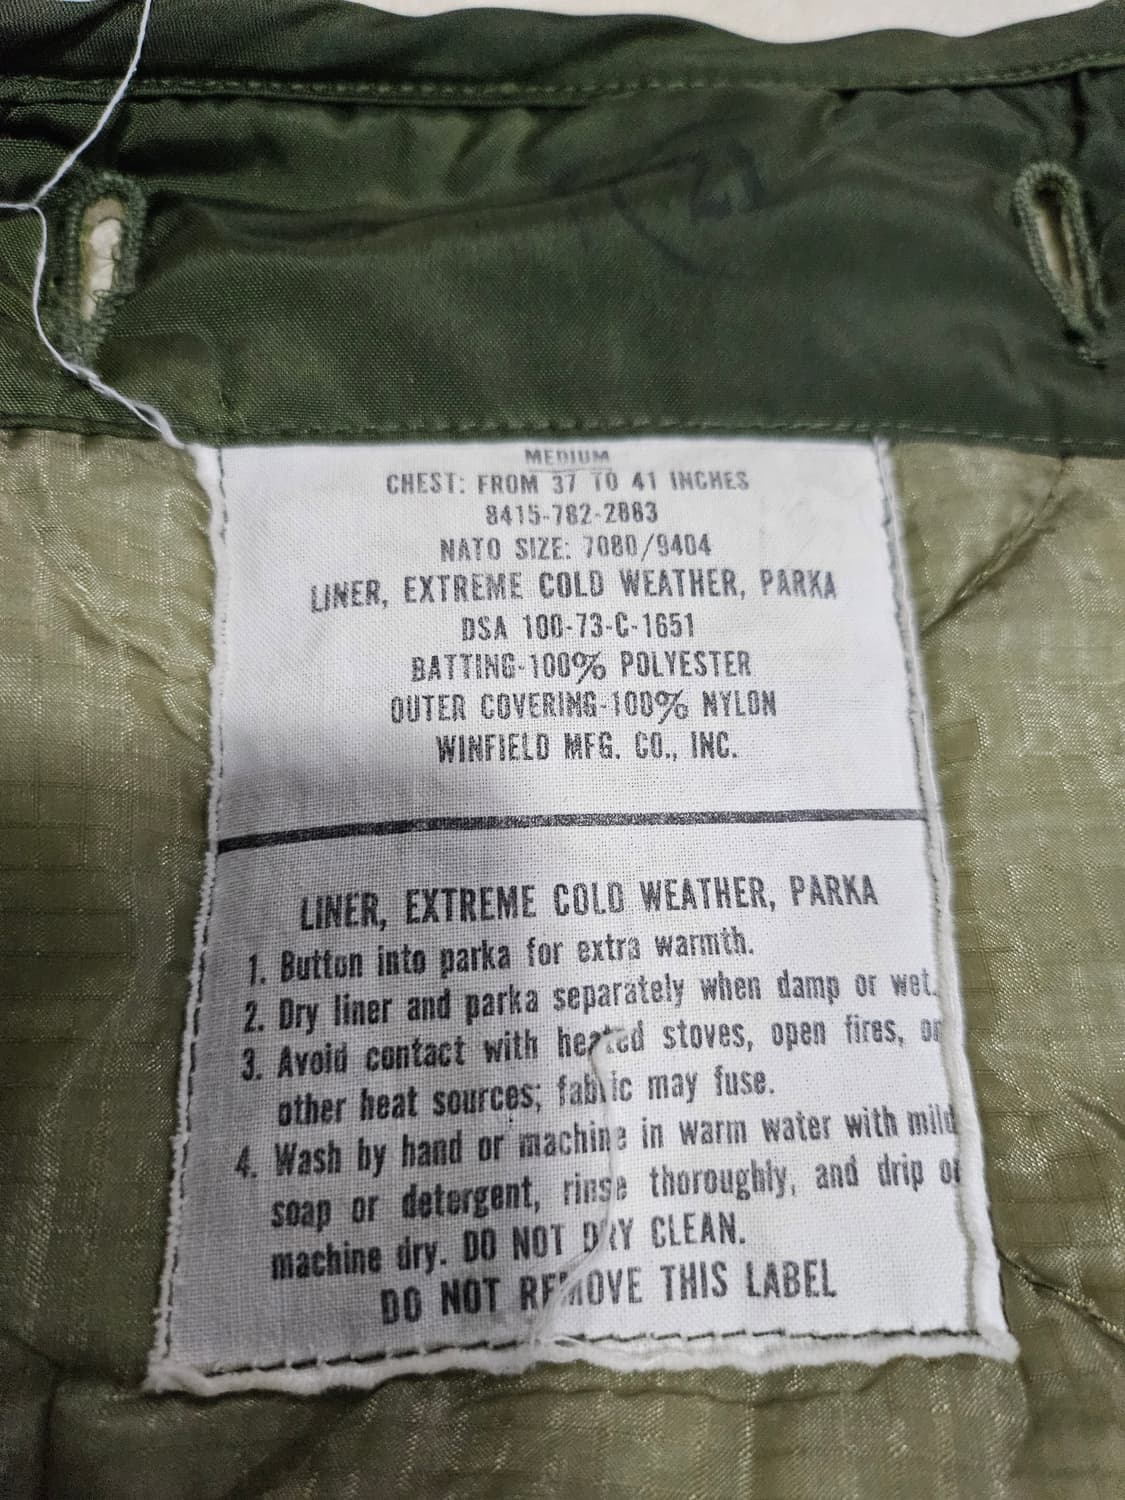 21
MEDIUM
CHEST: FROM 37 TO 41 INCHES
8415-782-2883
NATO SIZE: 7080/9404
LINER, EXTREME COLD WEATHER, PARKA
DSA 100-73-C-1651
BATTING-100% POLYESTER
OUTER COVERING-100% NYLON
WINFIELD MFG. CO., INC.
LINER, EXTREME COLD WEATHER, PARKA
1. Button into parka for extra warmth.
2. Dry liner and parka separately when damp or wet.
3. Avoid contact with heated stoves, open fires, or
other heat sources; fabric may fuse.
4. Wash by hand or machine in warm water with mild
soap or detergent, rinse thoroughly, and drip or
machine dry. DO NOT DRY CLEAN.
DO NOT REMOVE THIS LABEL